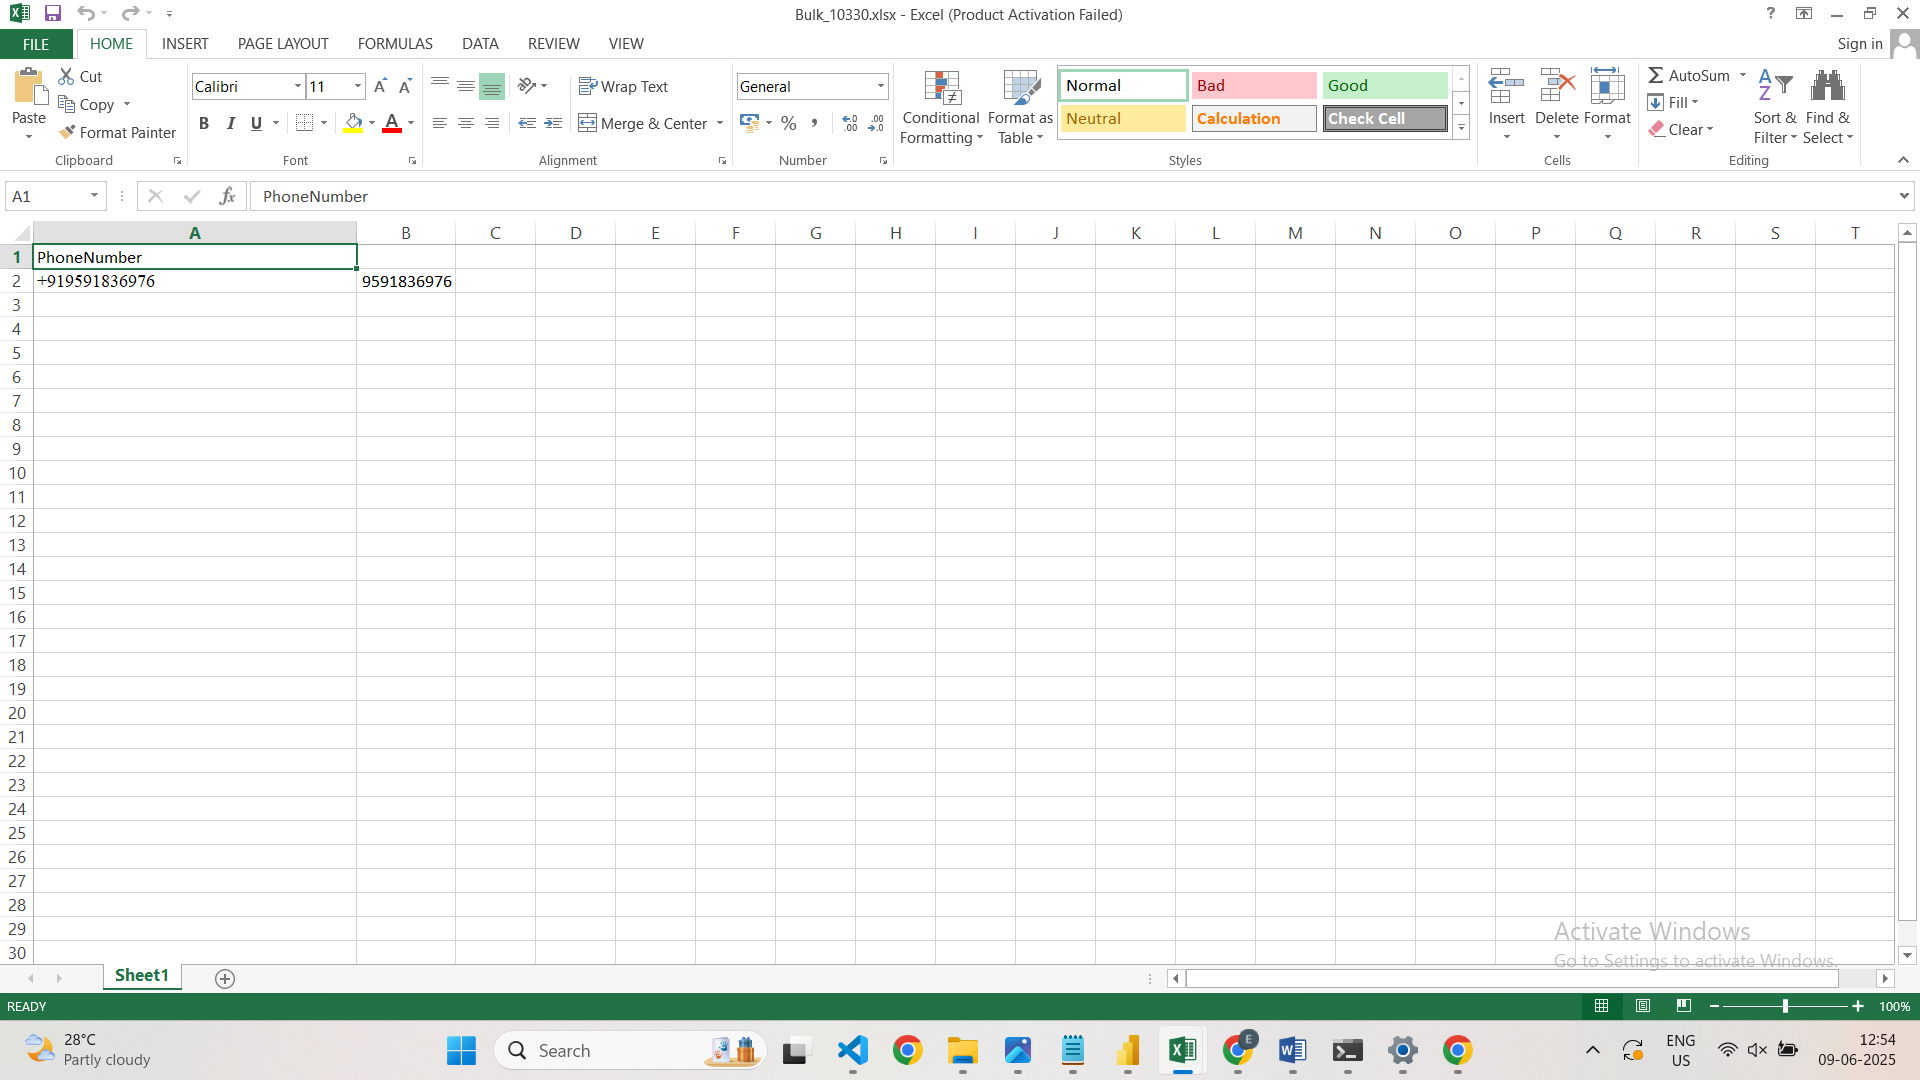 Bulk_10330.xlsx - Excel (Product Activation Failed)
?
FILE HOME INSERT PAGE LAYOUT FORMULAS DATA REVIEW VIEW Sign in
Paste
Cut
Copy
Format Painter
Clipboard
Calibri 11
B I U
Font
Wrap Text
Merge & Center
Alignment
General
%
Number
Conditional Formatting
Format as Table
Normal Bad Good
Neutral Calculation Check Cell
Styles
Insert Delete Format
Cells
AutoSum
Fill
Clear
Sort & Filter
Find & Select
Editing
A1 fx PhoneNumber
A B C D E F G H I J K L M N O P Q R S T
1 PhoneNumber
2 +919591836976 9591836976
3
4
5
6
7
8
9
10
11
12
13
14
15
16
17
18
19
20
21
22
23
24
25
26
27
28
29
30
Activate Windows
Go to Settings to activate Windows.
Sheet1
READY 100%
28°C
Partly cloudy
Search
E
ENG
US
12:54
09-06-2025